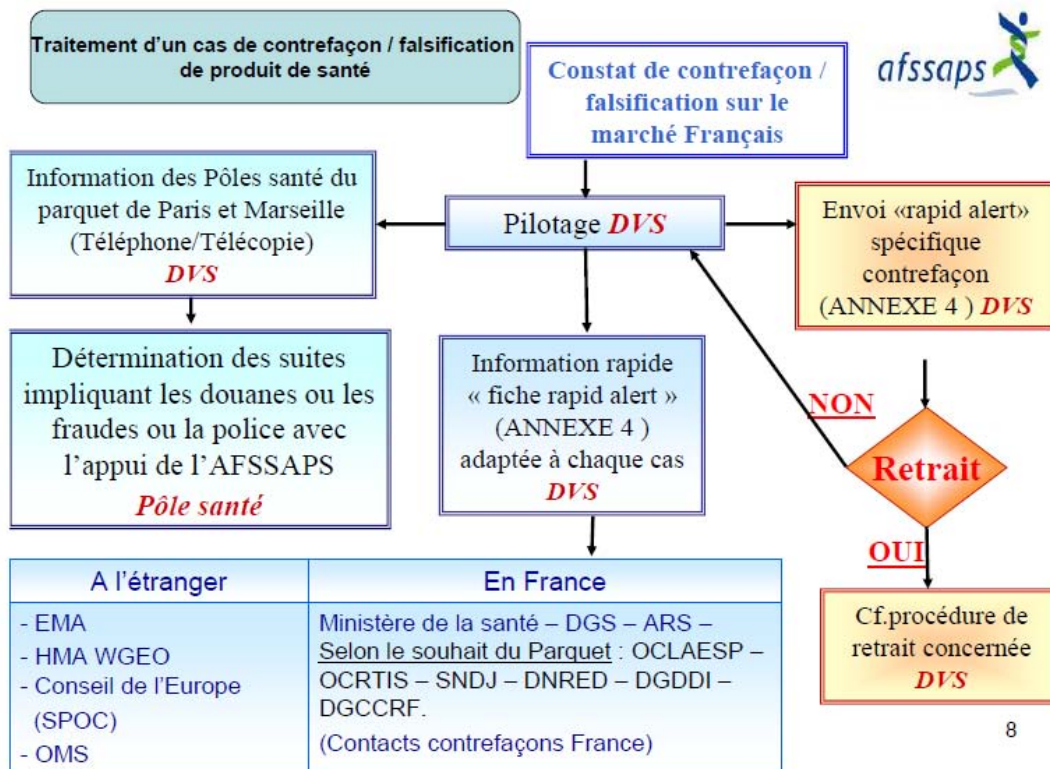 Traitement d'un cas de contrefaçon / falsification
de produit de santé
Constat de contrefaçon /
falsification sur le
marché Français
afssaps
Information des Pôles santé du
parquet de Paris et Marseille
(Téléphone/Télécopie)
DVS
Pilotage DVS
Envoi «rapid alert»
spécifique
contrefaçon
(ANNEXE 4 ) DVS
Détermination des suites
impliquant les douanes ou les
fraudes ou la police avec
l'appui de l'AFSSAPS
Pôle santé
Information rapide
« fiche rapid alert »
(ANNEXE 4 )
adaptée à chaque cas
DVS
NON
Retrait
OUI
Cf.procédure de
retrait concernée
DVS
A l'étranger
- EMA
- HMA WGEO
- Conseil de l'Europe
(SPOC)
- OMS
En France
Ministère de la santé – DGS – ARS –
Selon le souhait du Parquet : OCLAESP –
OCRTIS – SNDJ – DNRED – DGDDI –
DGCCRF.
(Contacts contrefaçons France)
8